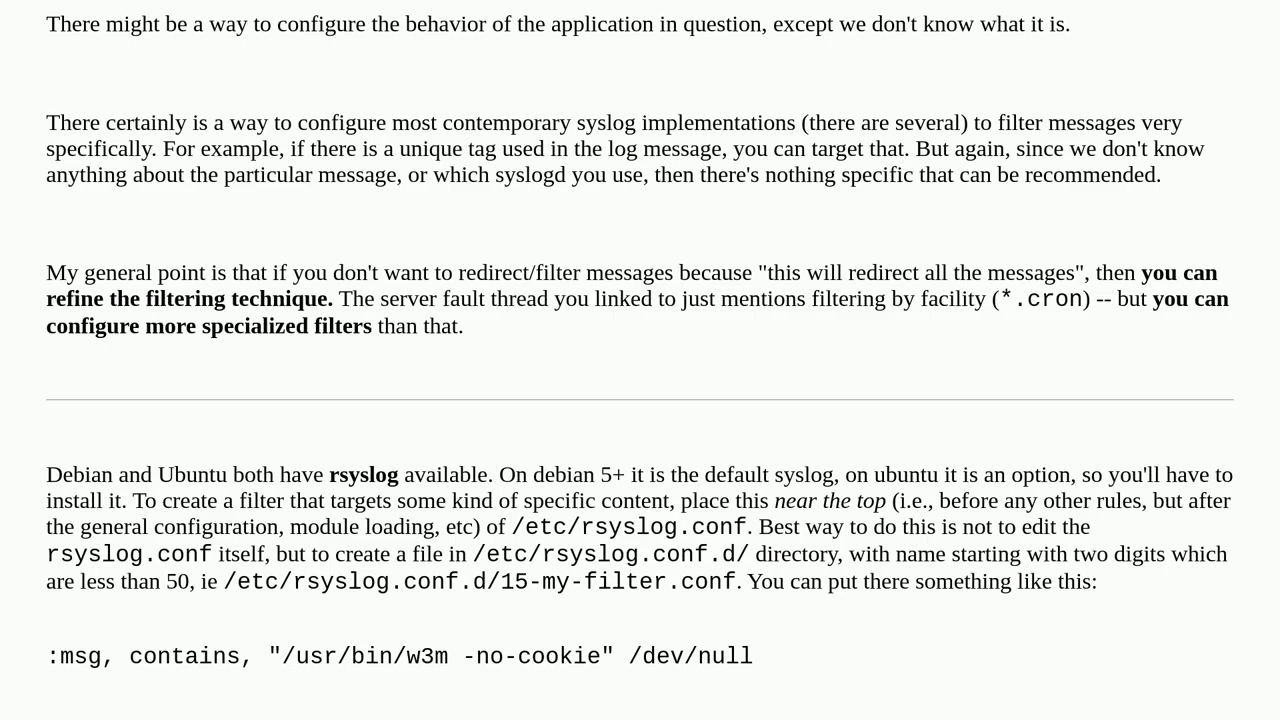 There might be a way to configure the behavior of the application in question, except we don't know what it is.
There certainly is a way to configure most contemporary syslog implementations (there are several) to filter messages very
specifically. For example, if there is a unique tag used in the log message, you can target that. But again, since we don't know
anything about the particular message, or which syslogd you use, then there's nothing specific that can be recommended.
My general point is that if you don't want to redirect/filter messages because "this will redirect all the messages", then you can
refine the filtering technique. The server fault thread you linked to just mentions filtering by facility (*.cron) -- but you can
configure more specialized filters than that.
Debian and Ubuntu both have rsyslog available. On debian 5+ it is the default syslog, on ubuntu it is an option, so you'll have to
install it. To create a filter that targets some kind of specific content, place this near the top (i.e., before any other rules, but after
the general configuration, module loading, etc) of /etc/rsyslog.conf. Best way to do this is not to edit the
rsyslog.conf itself, but to create a file in /etc/rsyslog.conf.d/ directory, with name starting with two digits which
are less than 50, ie /etc/rsyslog.conf.d/15-my-filter.conf. You can put there something like this:
:msg, contains, "/usr/bin/w3m -no-cookie" /dev/null